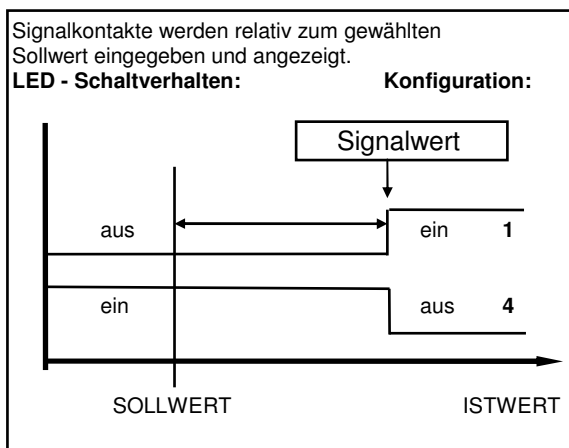 Signalkontakte werden relativ zum gewählten
Sollwert eingegeben und angezeigt.
LED - Schaltverhalten: Konfiguration:
Signalwert
aus ein 1
ein aus 4
SOLLWERT ISTWERT